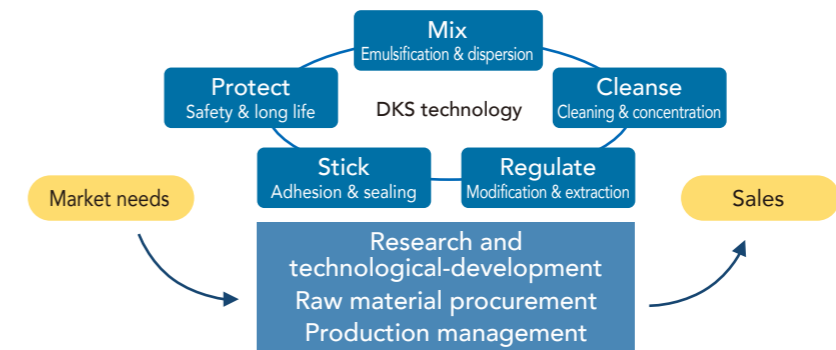 Mix
Emulsification & dispersion
Protect
Safety & long life
DKS technology
Cleanse
Cleaning & concentration
Stick
Adhesion & sealing
Regulate
Modification & extraction
Market needs
Sales
Research and
technological-development
Raw material procurement
Production management